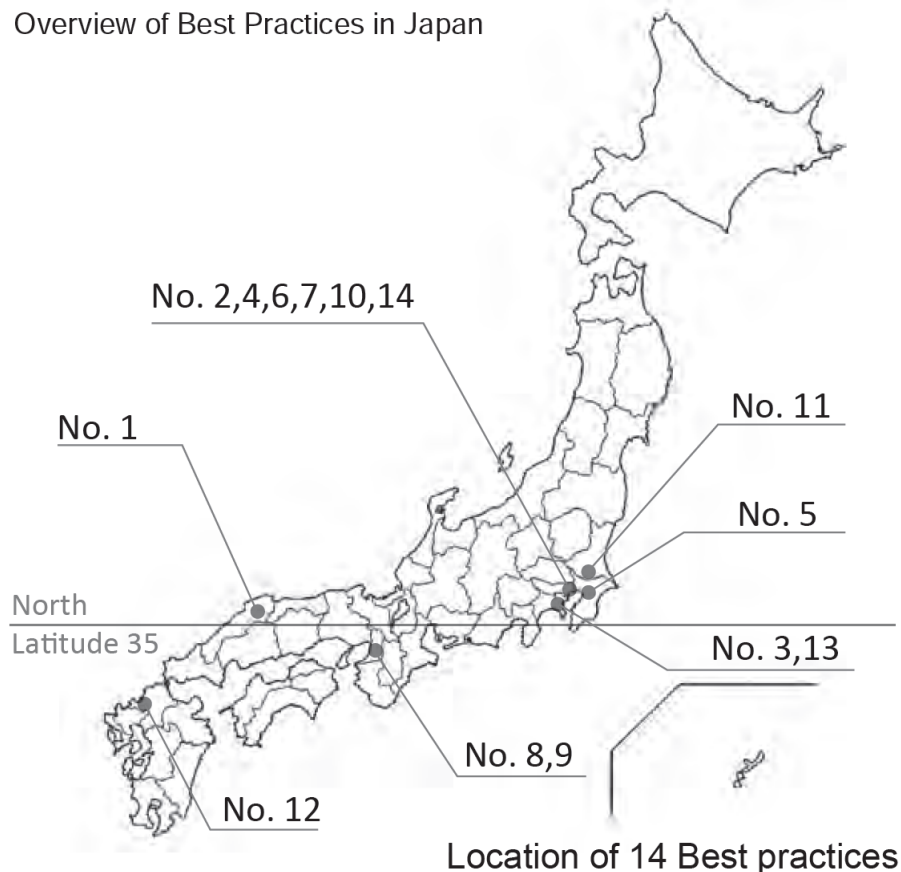 Overview of Best Practices in Japan
No. 2,4,6,7,10,14
No. 11
No. 1
No. 5
North
Latitude 35
No. 3,13
No. 8,9
No. 12
Location of 14 Best practices